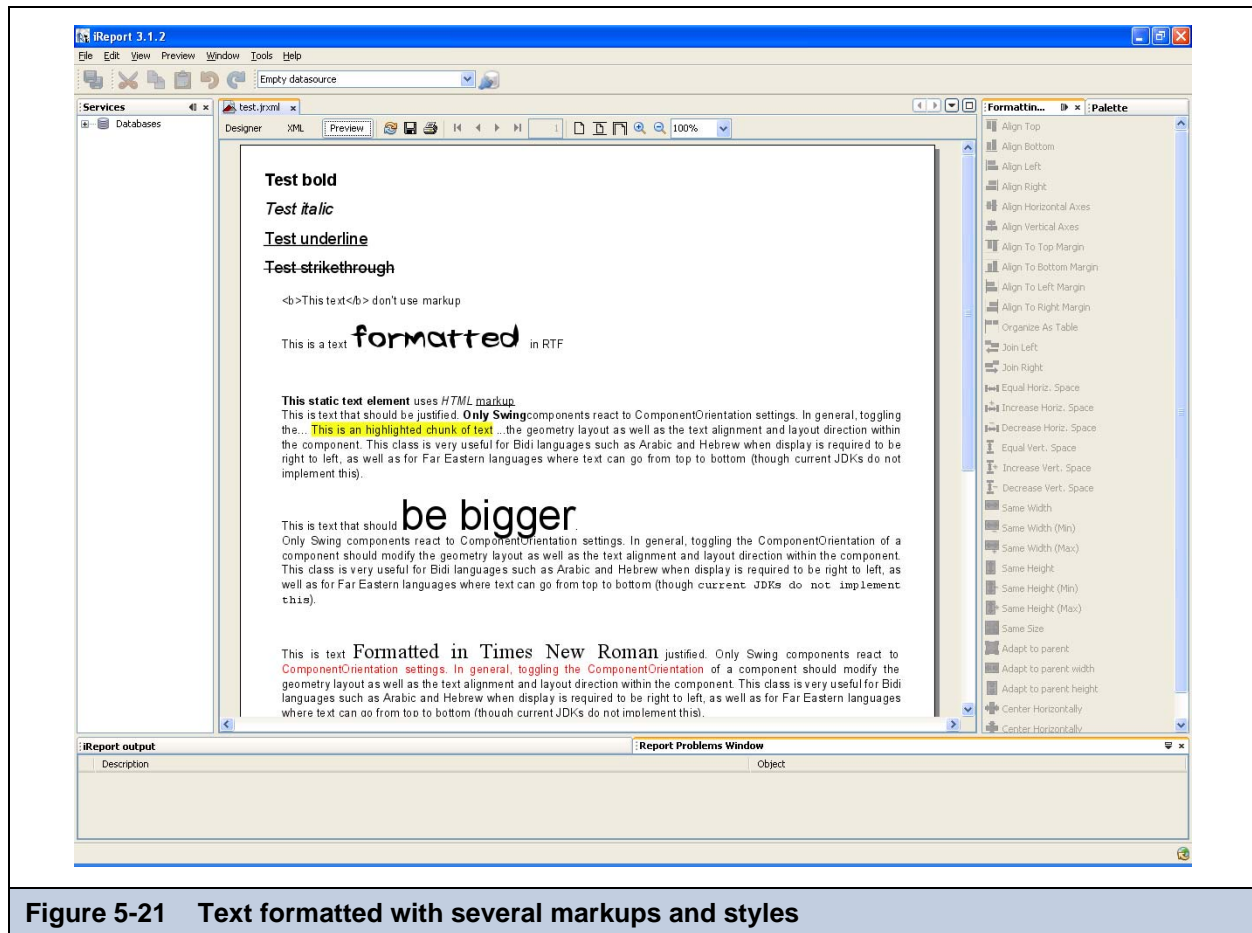 iReport 3.1.2
File Edit View Preview Window Tools Help
Empty datasource
Services
Databases
test.jrxml
Designer XML Preview 1 100%
Test bold
Test italic
Test underline
Test strikethrough
<b>This text</b> don't use markup
This is a text formatted in RTF
This static text element uses HTML markup
This is text that should be justified. Only Swingcomponents react to ComponentOrientation settings. In general, toggling
the... This is an highlighted chunk of text ...the geometry layout as well as the text alignment and layout direction within
the component. This class is very useful for Bidi languages such as Arabic and Hebrew when display is required to be
right to left, as well as for Far Eastern languages where text can go from top to bottom (though current JDKs do not
implement this).
This is text that should be bigger.
Only Swing components react to ComponentOrientation settings. In general, toggling the ComponentOrientation of a
component should modify the geometry layout as well as the text alignment and layout direction within the component.
This class is very useful for Bidi languages such as Arabic and Hebrew when display is required to be right to left, as
well as for Far Eastern languages where text can go from top to bottom (though current JDKs do not implement
this).
This is text Formatted in Times New Roman justified. Only Swing components react to
ComponentOrientation settings. In general, toggling the ComponentOrientation of a component should modify the
geometry layout as well as the text alignment and layout direction within the component. This class is very useful for Bidi
languages such as Arabic and Hebrew when display is required to be right to left, as well as for Far Eastern languages
where text can go from top to bottom (though current JDKs do not implement this).
Formattin... Palette
Align Top
Align Bottom
Align Left
Align Right
Align Horizontal Axes
Align Vertical Axes
Align To Top Margin
Align To Bottom Margin
Align To Left Margin
Align To Right Margin
Organize As Table
Join Left
Join Right
Equal Horiz. Space
Increase Horiz. Space
Decrease Horiz. Space
Equal Vert. Space
Increase Vert. Space
Decrease Vert. Space
Same Width
Same Width (Min)
Same Width (Max)
Same Height
Same Height (Min)
Same Height (Max)
Same Size
Adapt to parent
Adapt to parent width
Adapt to parent height
Center Horizontally
Center Horizontally
iReport output
Report Problems Window
Description Object
Figure 5-21 Text formatted with several markups and styles